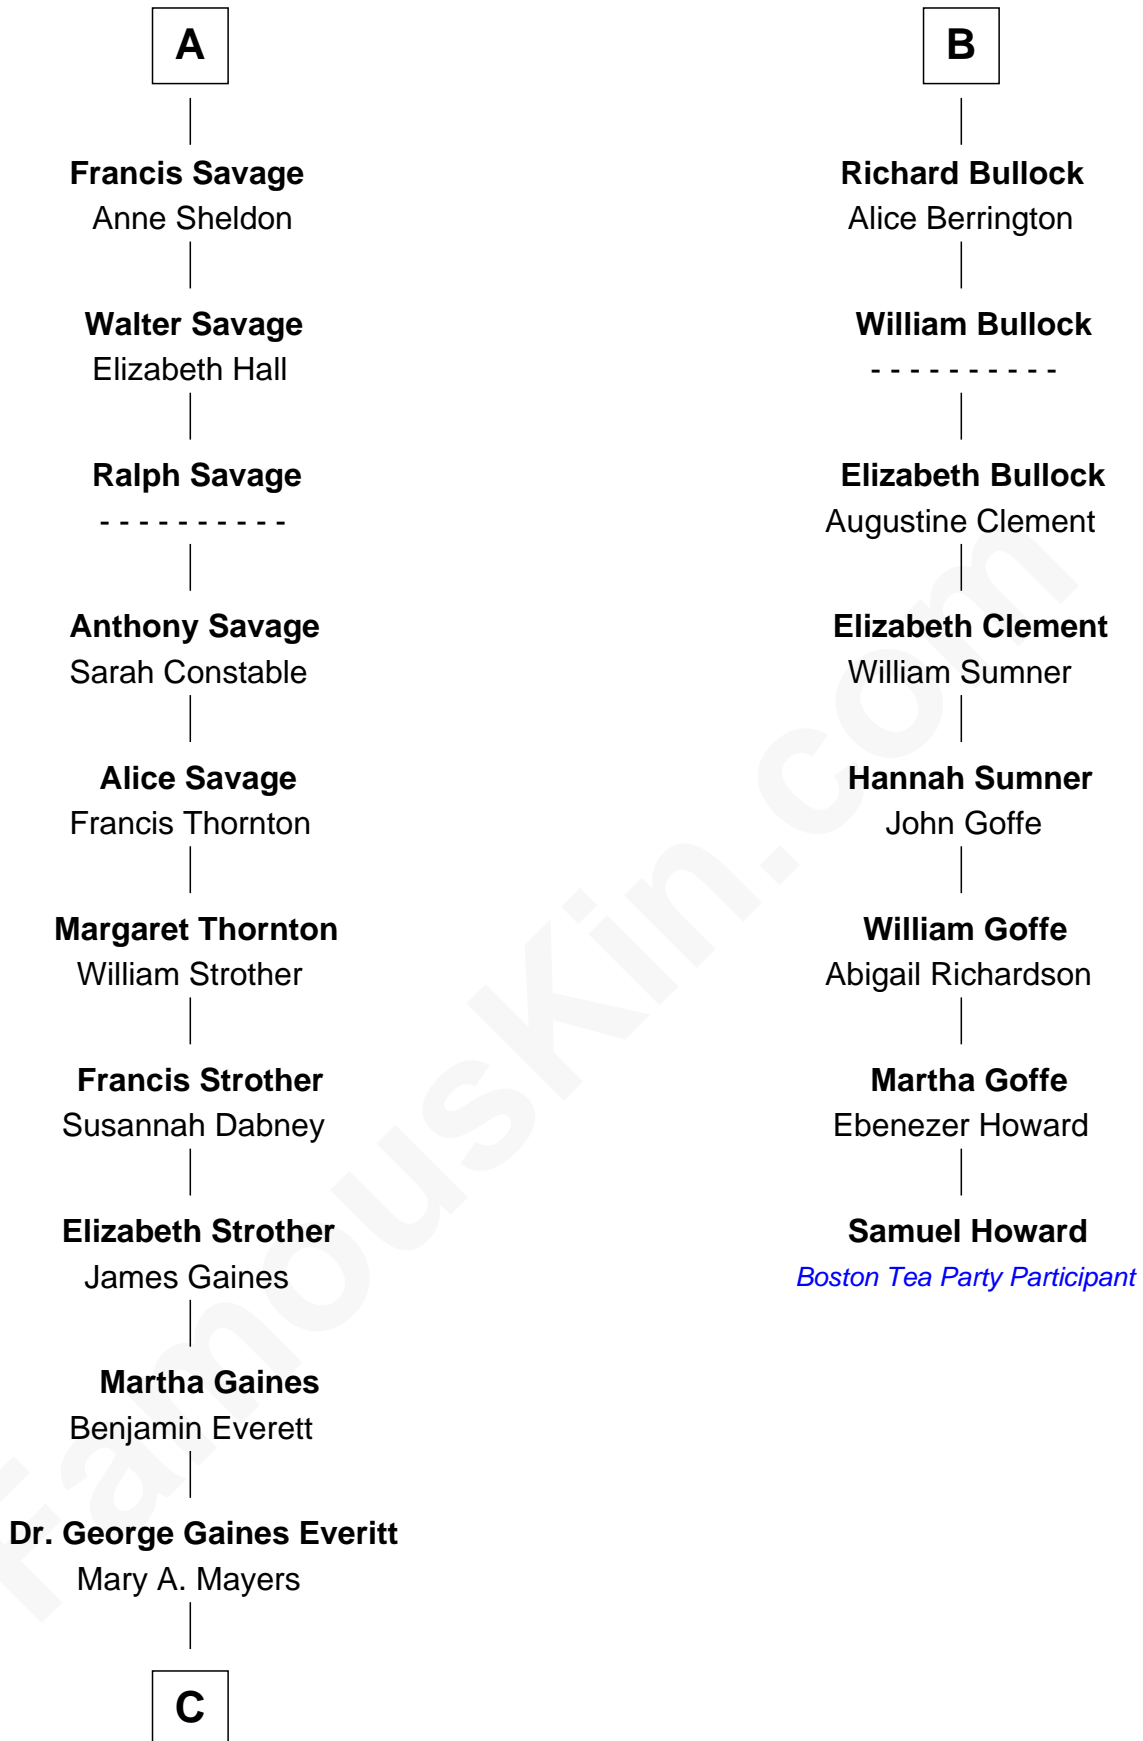 A
Francis Savage
Anne Sheldon
Walter Savage
Elizabeth Hall
Ralph Savage
- - - - - - - - - -
Anthony Savage
Sarah Constable
Alice Savage
Francis Thornton
Margaret Thornton
William Strother
Francis Strother
Susannah Dabney
Elizabeth Strother
James Gaines
Martha Gaines
Benjamin Everett
Dr. George Gaines Everitt
Mary A. Mayers
C
B
Richard Bullock
Alice Berrington
William Bullock
- - - - - - - - - -
Elizabeth Bullock
Augustine Clement
Elizabeth Clement
William Sumner
Hannah Sumner
John Goffe
William Goffe
Abigail Richardson
Martha Goffe
Ebenezer Howard
Samuel Howard
Boston Tea Party Participant
FamousKin.com